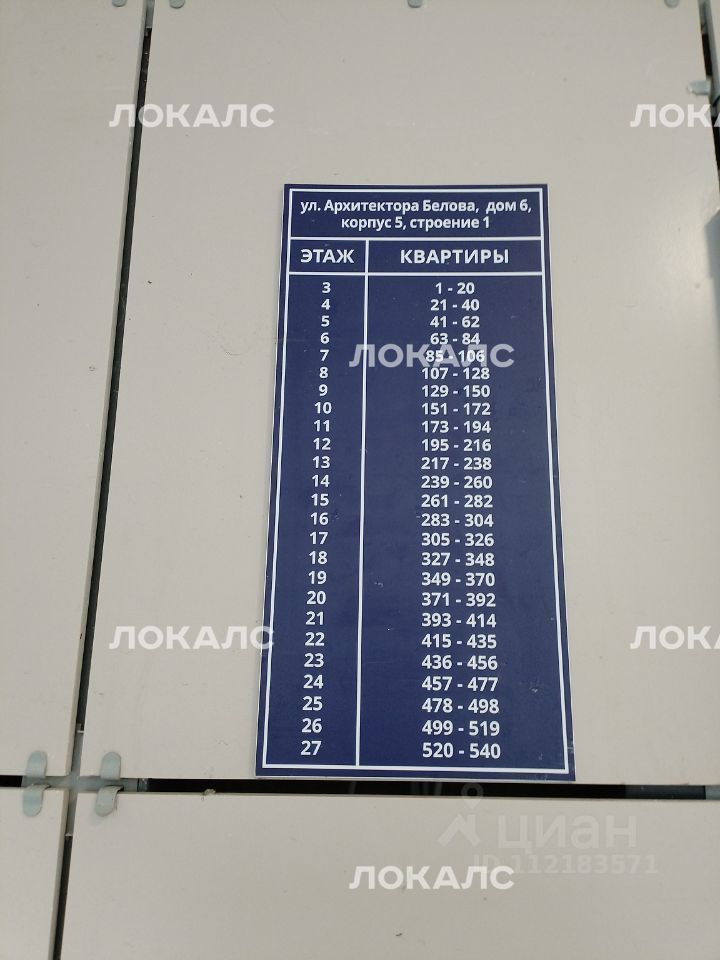 ЛОКАЛС ЛОКАЛС
ул. Архитектора Белова, дом 6,
корпус 5, строение 1
ЭТАЖ КВАРТИРЫ
3 1 - 20
4 21 - 40
5 41 - 62
6 63 - 84
7 85 - 106
ЛОКАЛС
8 107 - 128
9 129 - 150
10 151 - 172
11 173 - 194
12 195 - 216
13 217 - 238
14 239 - 260
15 261 - 282
16 283 - 304
17 305 - 326
18 327 - 348
19 349 - 370
20 371 - 392
21 393 - 414
ЛОКАЛС ЛОКАЛС
22 415 - 435
23 436 - 456
24 457 - 477
25 478 - 498
26 499 - 519
27 520 - 540
циан
ID 112183571
ЛОКАЛС